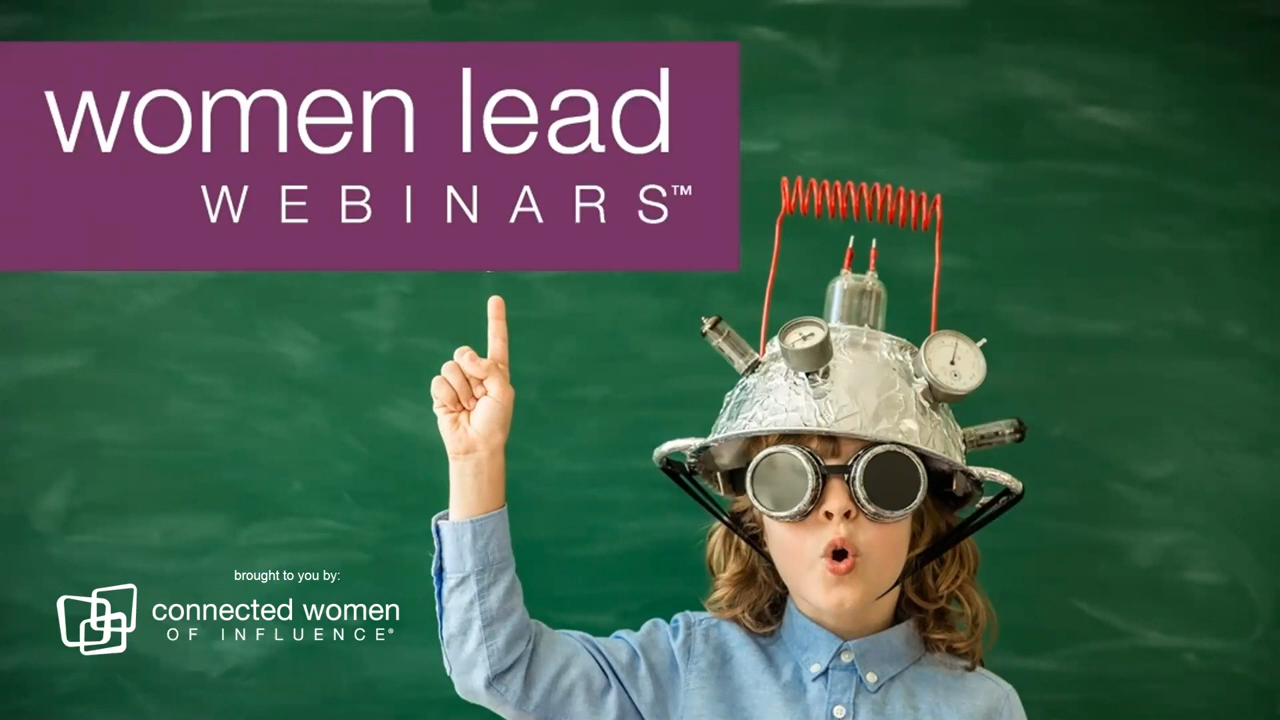 women lead
WEBINARS™
brought to you by:
connected women
OF INFLUENCE®